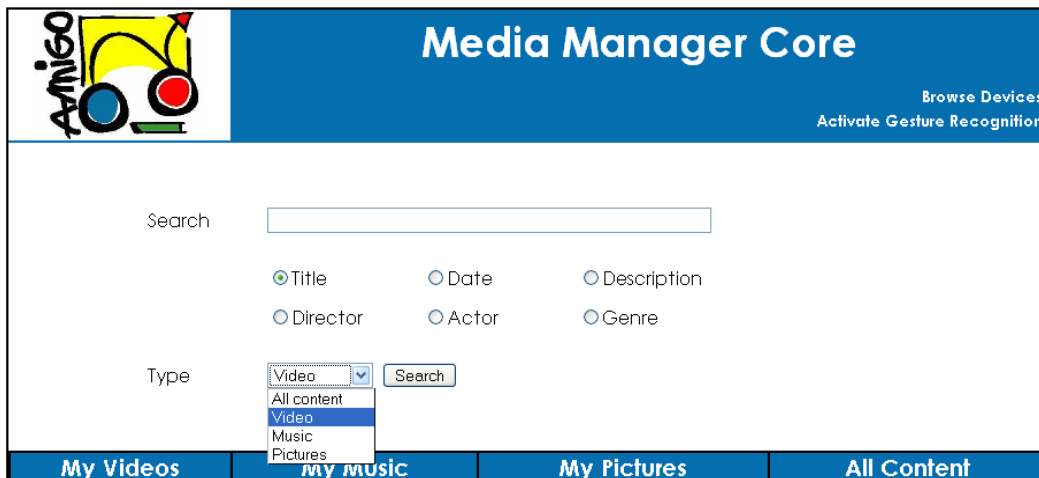 AMIGO
Media Manager Core
Browse Devices
Activate Gesture Recognition
Search
Title Date Description
Director Actor Genre
Type Video Search
All content
Video
Music
Pictures
My Videos My Music My Pictures All Content